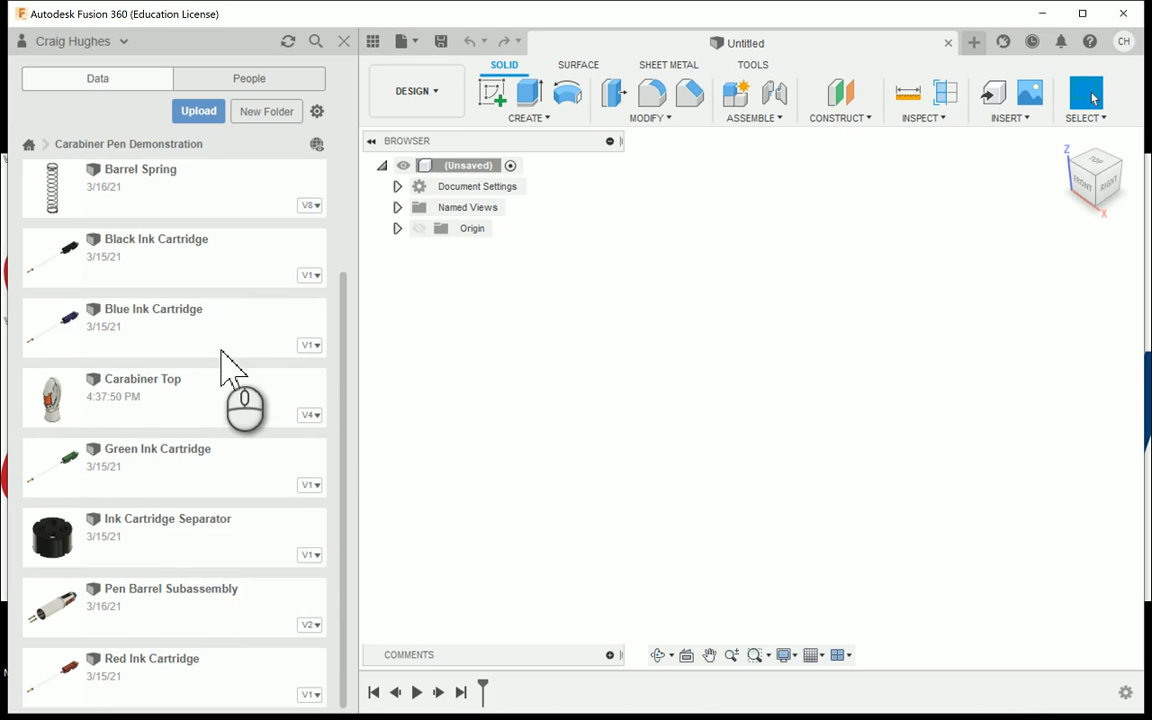 Autodesk Fusion 360 (Education License)
Craig Hughes
Data
People
Upload
New Folder
Carabiner Pen Demonstration
Barrel Spring
3/16/21
V8
Black Ink Cartridge
3/15/21
V1
Blue Ink Cartridge
3/15/21
V1
Carabiner Top
4:37:50 PM
V4
Green Ink Cartridge
3/15/21
V1
Ink Cartridge Separator
3/15/21
V1
Pen Barrel Subassembly
3/16/21
V2
Red Ink Cartridge
3/15/21
V1
Untitled
CH
DESIGN
SOLID SURFACE SHEET METAL TOOLS
CREATE MODIFY ASSEMBLE CONSTRUCT INSPECT INSERT SELECT
BROWSER
(Unsaved)
Document Settings
Named Views
Origin
Z
TOP
FRONT
RIGHT
X
COMMENTS